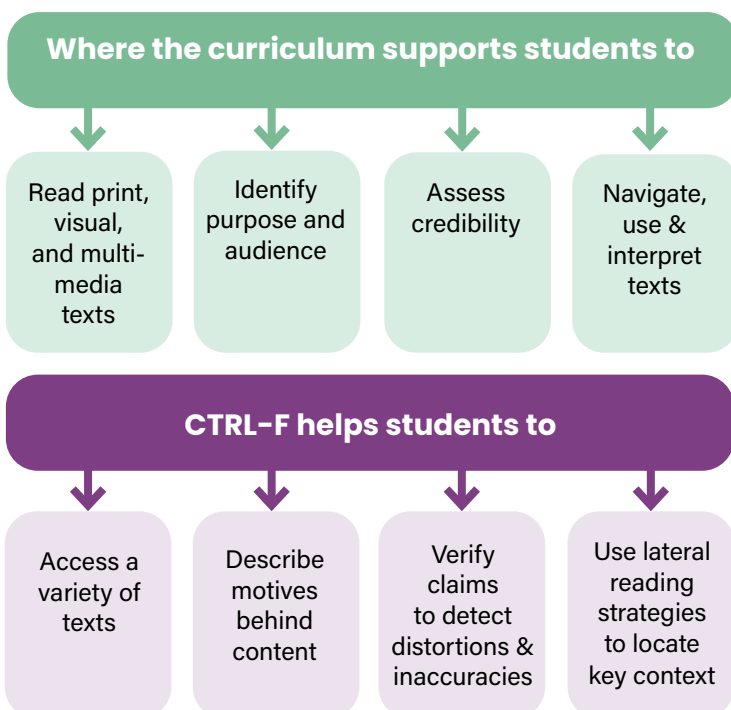 Where the curriculum supports students to
Read print,
visual,
and multi-
media
texts
Identify
purpose and
audience
Assess
credibility
Navigate,
use &
interpret
texts
CTRL-F helps students to
Access a
variety of
texts
Describe
motives
behind
content
Verify
claims
to detect
distortions &
inaccuracies
Use lateral
reading
strategies
to locate
key context